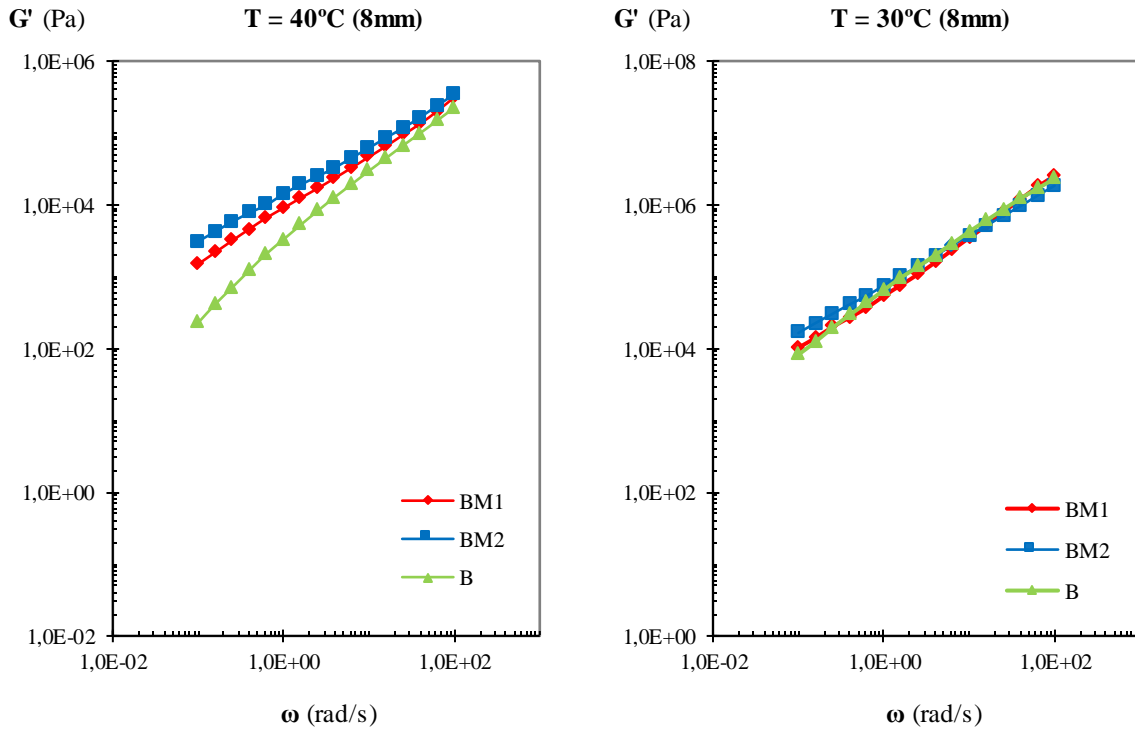 G' (Pa)
T = 40ºC (8mm)
1,0E+06
1,0E+04
1,0E+02
1,0E+00
1,0E-02
1,0E-02
1,0E+00
1,0E+02
BM1
BM2
B
ω (rad/s)
G' (Pa)
T = 30ºC (8mm)
1,0E+08
1,0E+06
1,0E+04
1,0E+02
1,0E+00
1,0E-02
1,0E+00
1,0E+02
BM1
BM2
B
ω (rad/s)